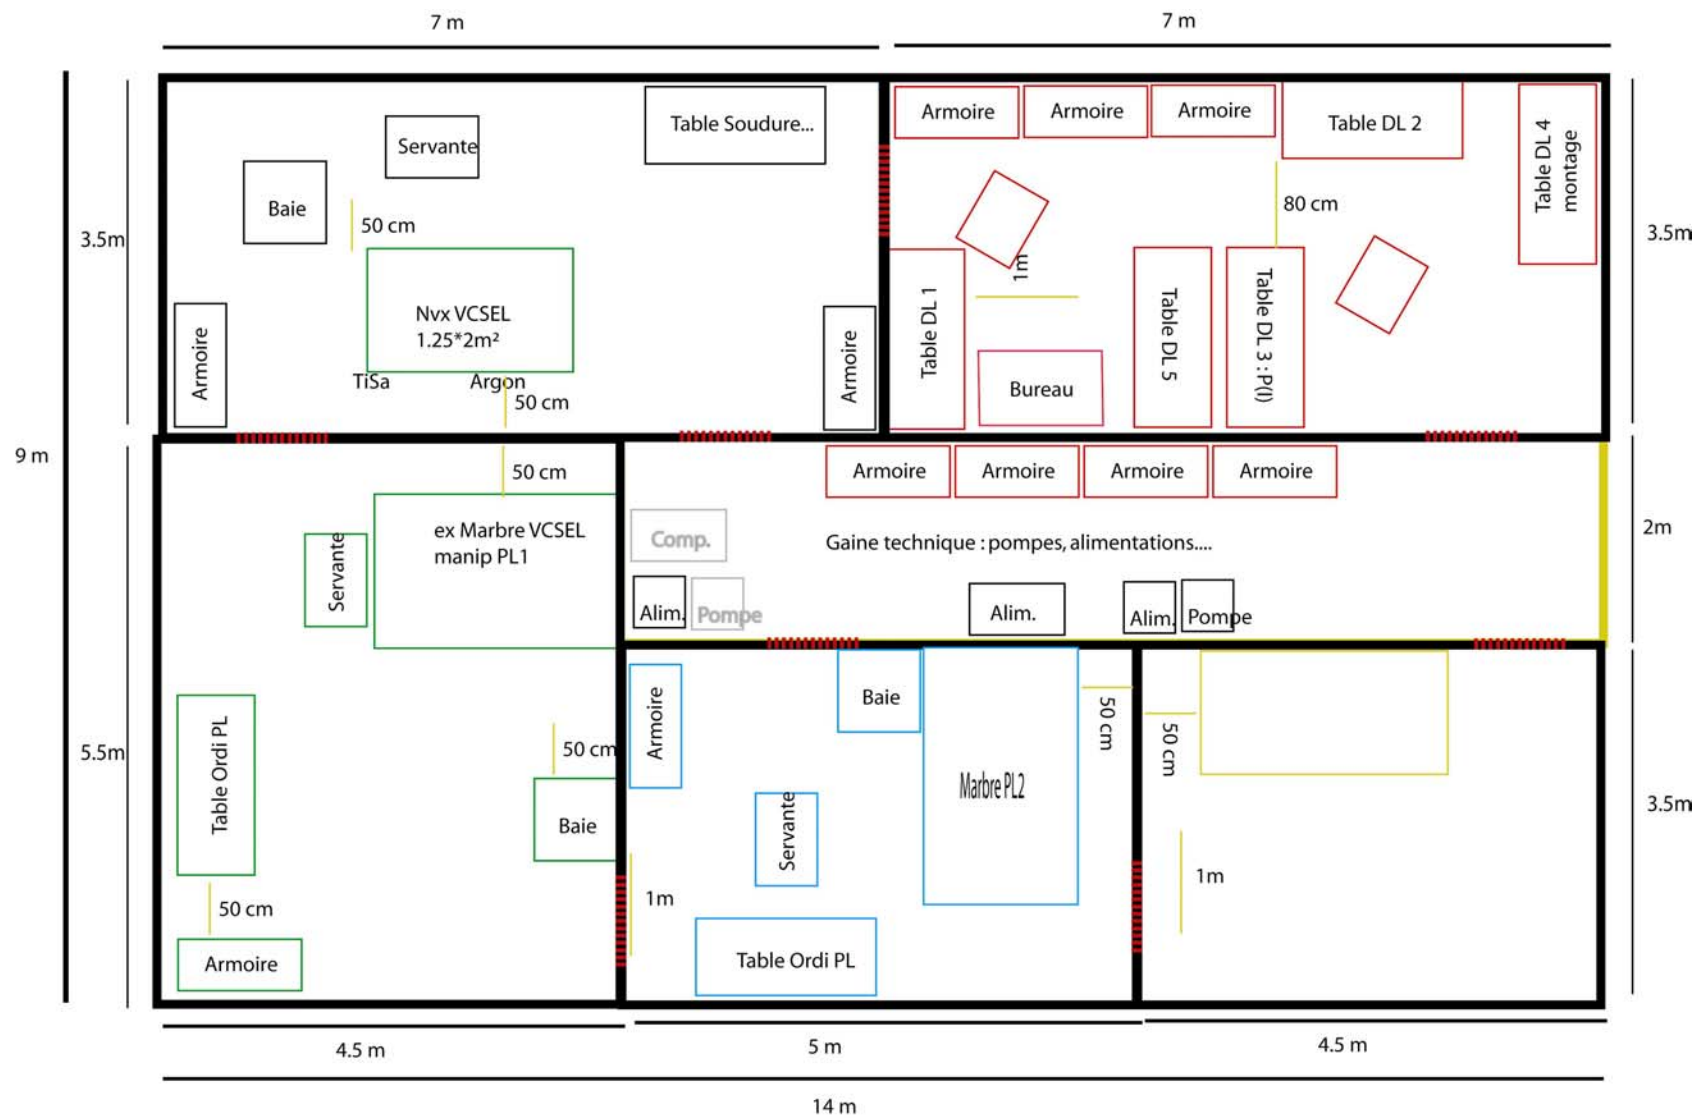 7 m
7 m
Armoire
Armoire
Armoire
Table DL 2
Table DL 4
montage
Table Soudure...
Servante
Baie
50 cm
80 cm
3.5m
3.5m
1m
Nvx VCSEL
1.25*2m²
TiSa
Argon
50 cm
Armoire
Armoire
Table DL 1
Bureau
Table DL 5
Table DL 3 : P(I)
9 m
50 cm
ex Marbre VCSEL
manip PL1
Servante
Armoire
Armoire
Armoire
Armoire
Comp.
Gaine technique : pompes, alimentations....
2m
Alim.
Pompe
Alim.
Alim.
Pompe
5.5m
Table Ordi PL
50 cm
Baie
50 cm
Armoire
Armoire
Baie
50 cm
50 cm
Marbre PL2
Servante
3.5m
1m
1m
Table Ordi PL
4.5 m
5 m
4.5 m
14 m